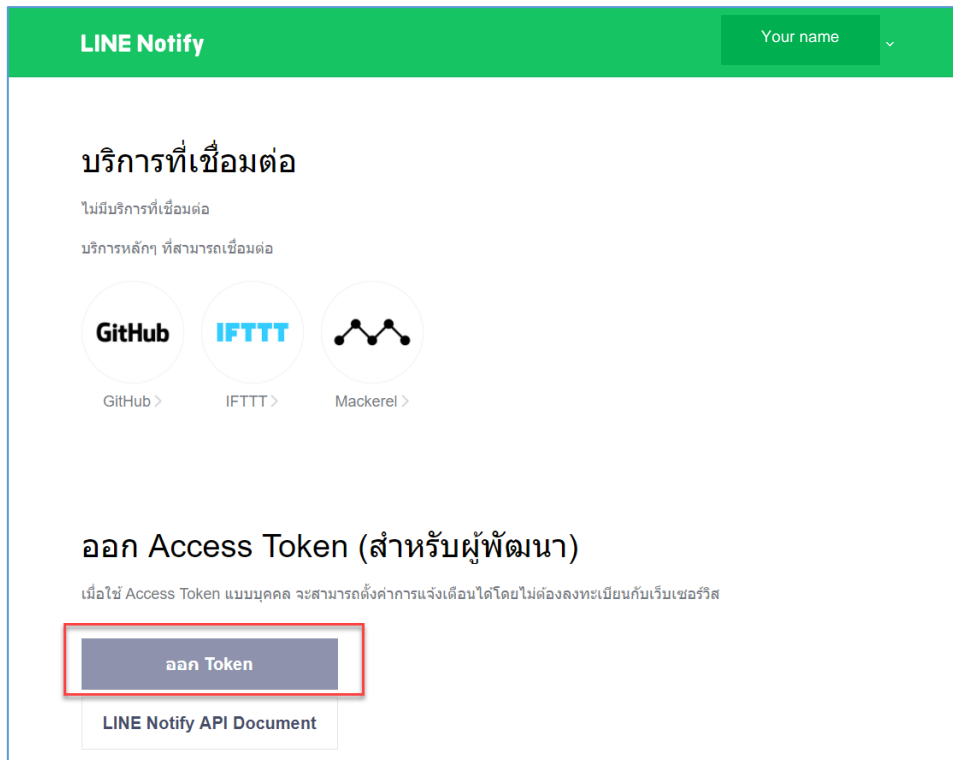 LINE Notify
Your name
บริการที่เชื่อมต่อ
ไม่มีบริการที่เชื่อมต่อ
บริการหลักๆ ที่สามารถเชื่อมต่อ
GitHub
IFTTT
GitHub
IFTTT
Mackerel
ออก Access Token (สำหรับผู้พัฒนา)
เมื่อใช้ Access Token แบบบุคคล จะสามารถตั้งค่าการแจ้งเตือนได้โดยไม่ต้องลงทะเบียนกับเว็บเซอร์วิส
ออก Token
LINE Notify API Document